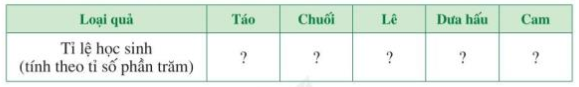 Loại quả Táo Chuối Lê Dưa hấu Cam
Tỉ lệ học sinh
(tính theo tỉ số phần trăm) ? ? ? ? ?